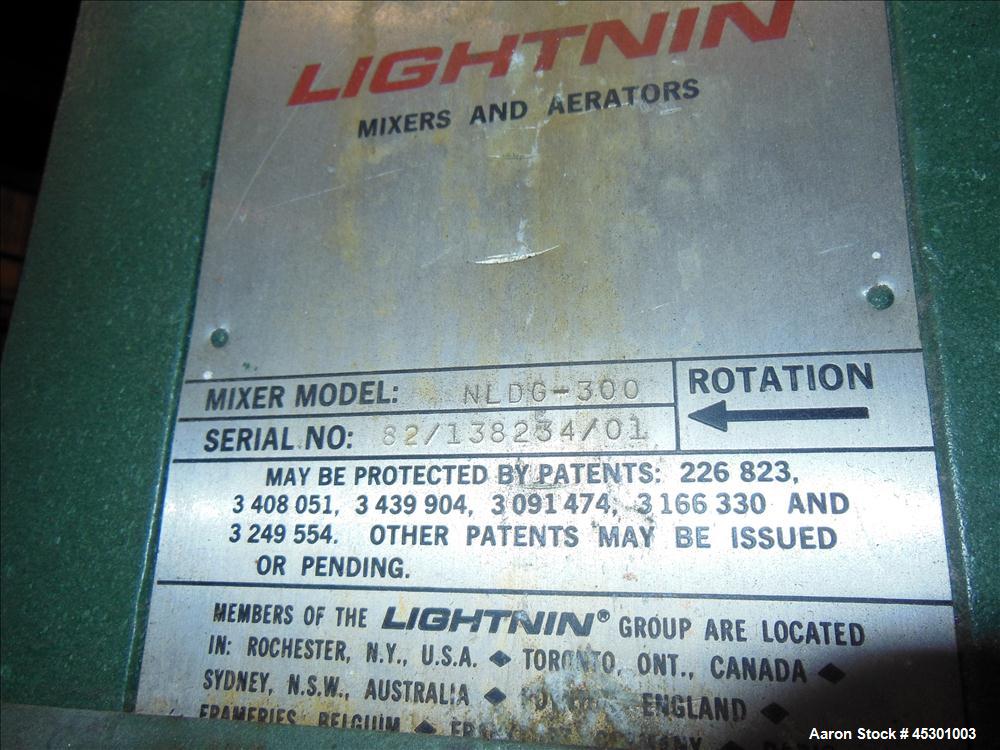 LIGHTNIN
MIXERS AND AERATORS
MIXER MODEL: NLDG-300
ROTATION
SERIAL NO: 82/138234/01
MAY BE PROTECTED BY PATENTS: 226 823,
3 408 051, 3 439 904, 3 091 474, 3 166 330 AND
3 249 554. OTHER PATENTS MAY BE ISSUED
OR PENDING.
MEMBERS OF THE LIGHTNIN® GROUP ARE LOCATED
IN: ROCHESTER, N.Y., U.S.A. ◆ TORONTO, ONT., CANADA ◆
SYDNEY, N.S.W., AUSTRALIA ◆ ENGLAND ◆
FRAMERIES, BELGIUM ◆
Aaron Stock # 45301003